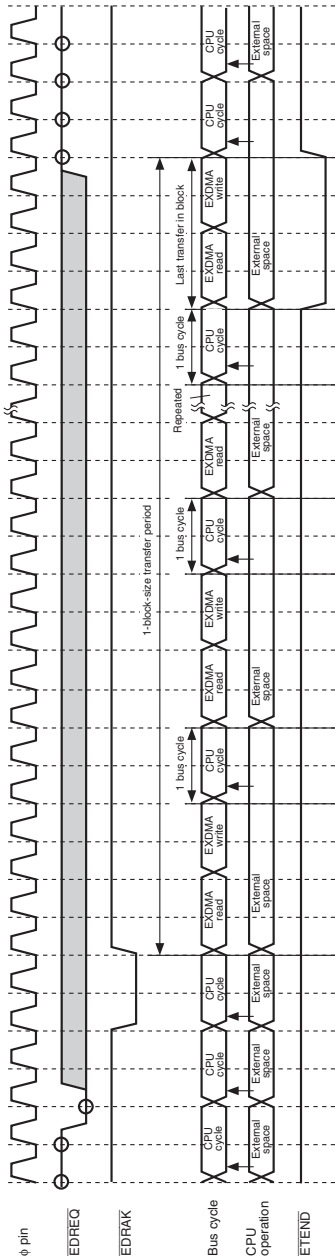 φ pin
EDREQ
EDRAK
1-block-size transfer period
1 bus cycle
1 bus cycle
1 bus cycle
Last transfer in block
Repeated
Bus cycle
CPU cycle
CPU cycle
CPU cycle
EXDMA read
EXDMA write
CPU cycle
EXDMA read
EXDMA write
CPU cycle
EXDMA read
CPU cycle
EXDMA read
EXDMA write
CPU cycle
CPU cycle
CPU operation
External space
External space
External space
External space
External space
External space
External space
External space
ETEND